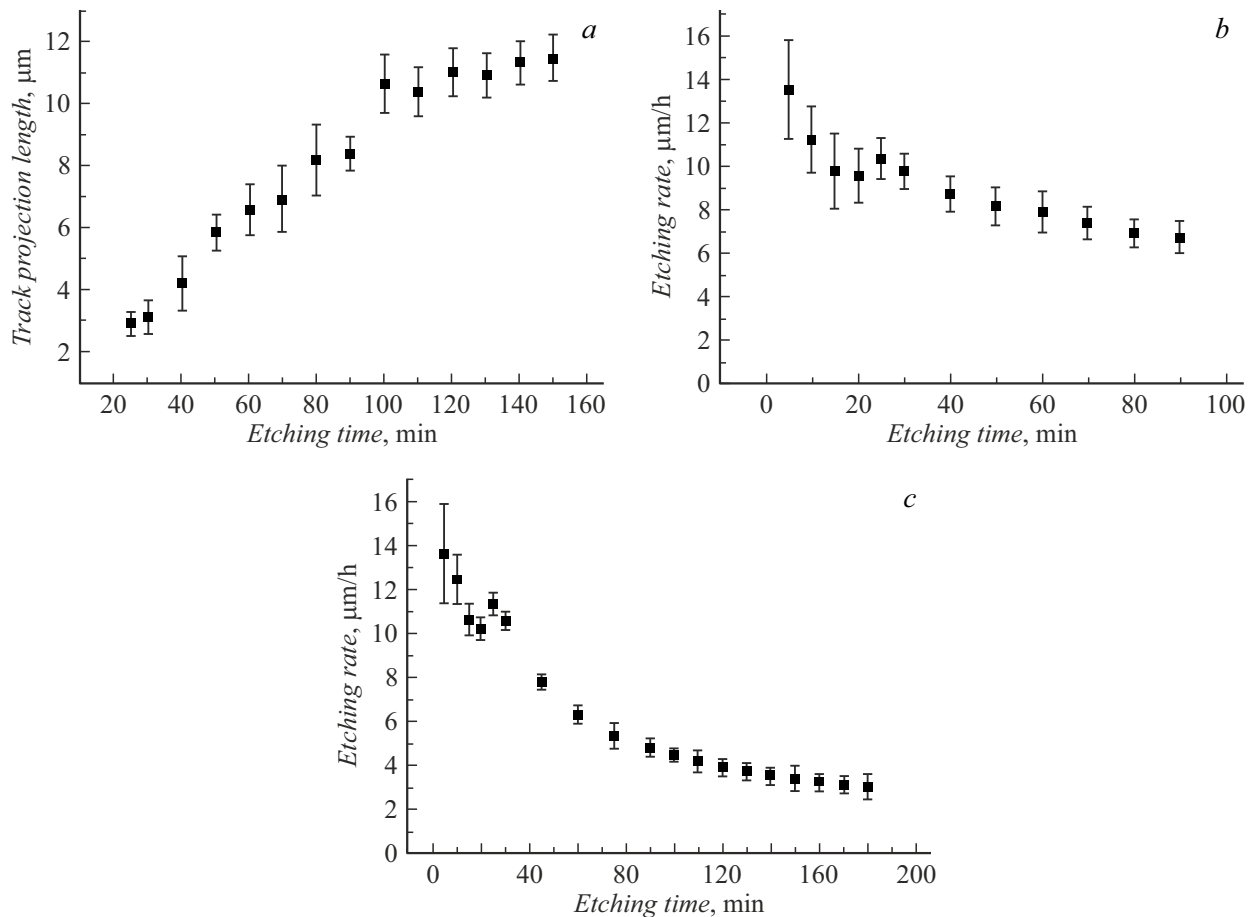 a
Track projection length, μm
12
10
8
6
4
2
20 40 60 80 100 120 140 160
Etching time, min
b
Etching rate, μm/h
16
14
12
10
8
6
4
2
0
0 20 40 60 80 100
Etching time, min
c
Etching rate, μm/h
16
14
12
10
8
6
4
2
0
0 40 80 120 160 200
Etching time, min